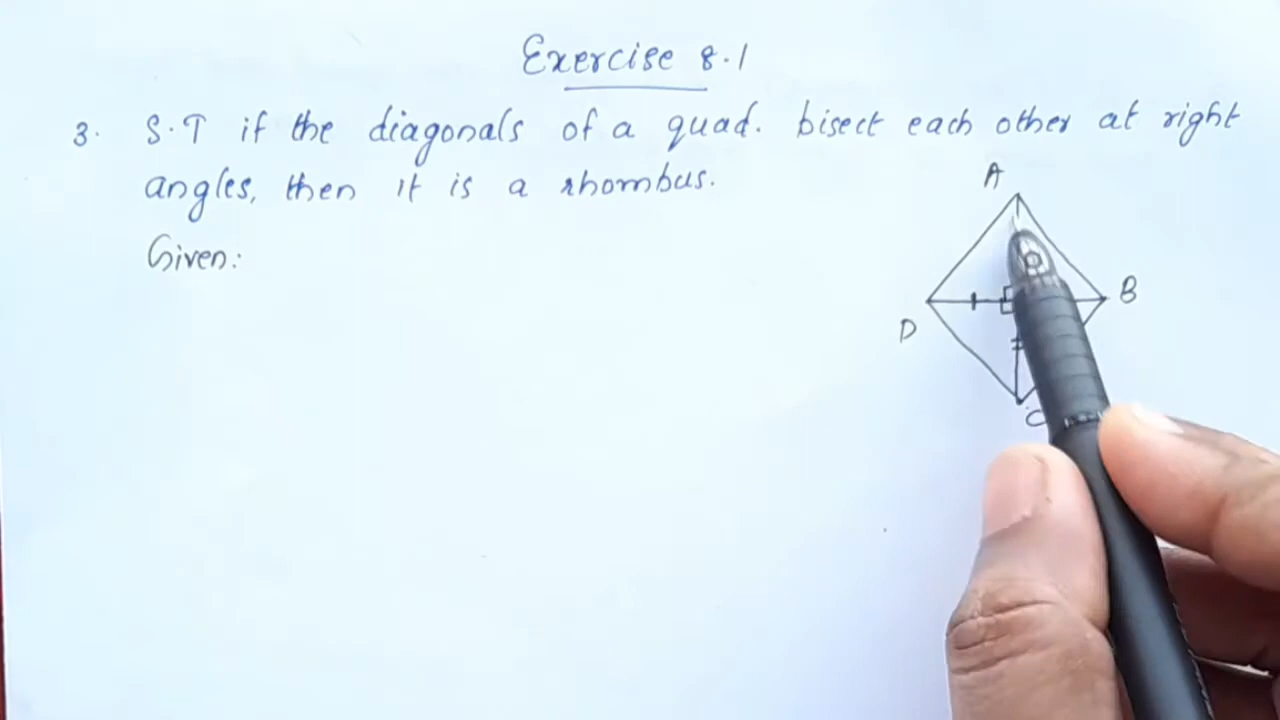 Exercise 8.1
3. S.T if the diagonals of a quad. bisect each other at right
angles, then it is a rhombus.
A
Given:
B
D
C